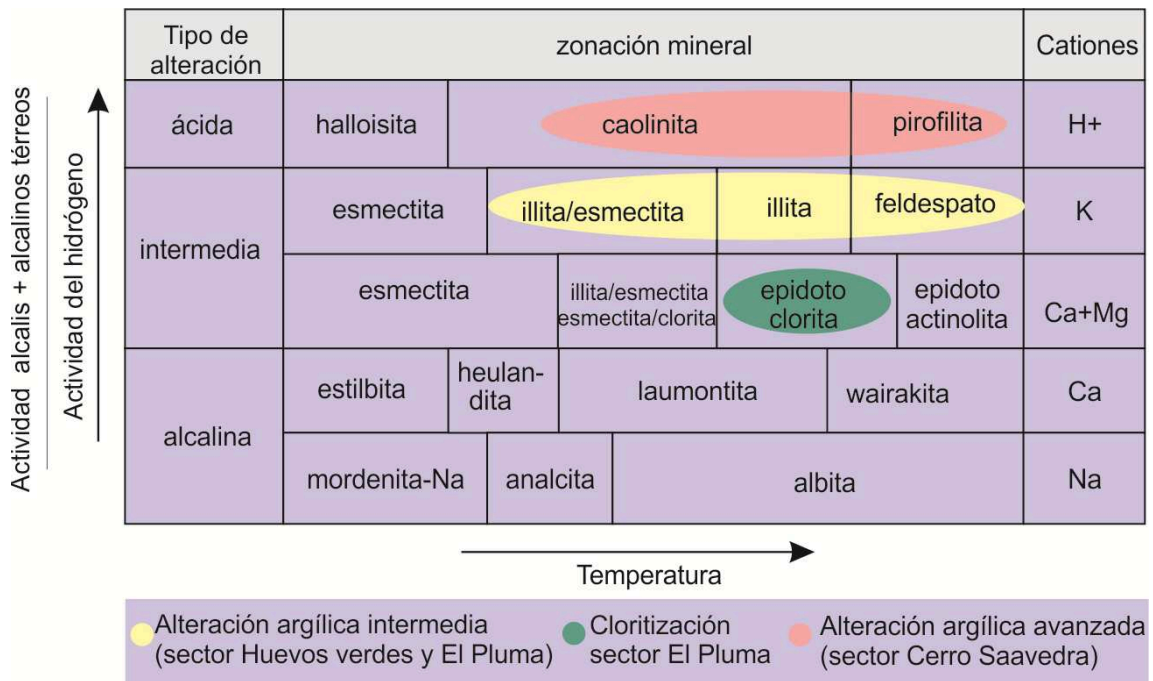 Tipo de
alteración
zonación mineral
Cationes
ácida
halloisita
caolinita
pirofilita
H+
intermedia
esmectita
illita/esmectita
illita
feldespato
K
esmectita
illita/esmectita
esmectita/clorita
epidoto
clorita
epidoto
actinolita
Ca+Mg
alcalina
estilbita
heulan-
dita
laumontita
wairakita
Ca
mordenita-Na
analcita
albita
Na
Actividad alcalis + alcalinos térreos
Actividad del hidrógeno
Temperatura
Alteración argílica intermedia
(sector Huevos verdes y El Pluma)
Cloritización
sector El Pluma
Alteración argílica avanzada
(sector Cerro Saavedra)